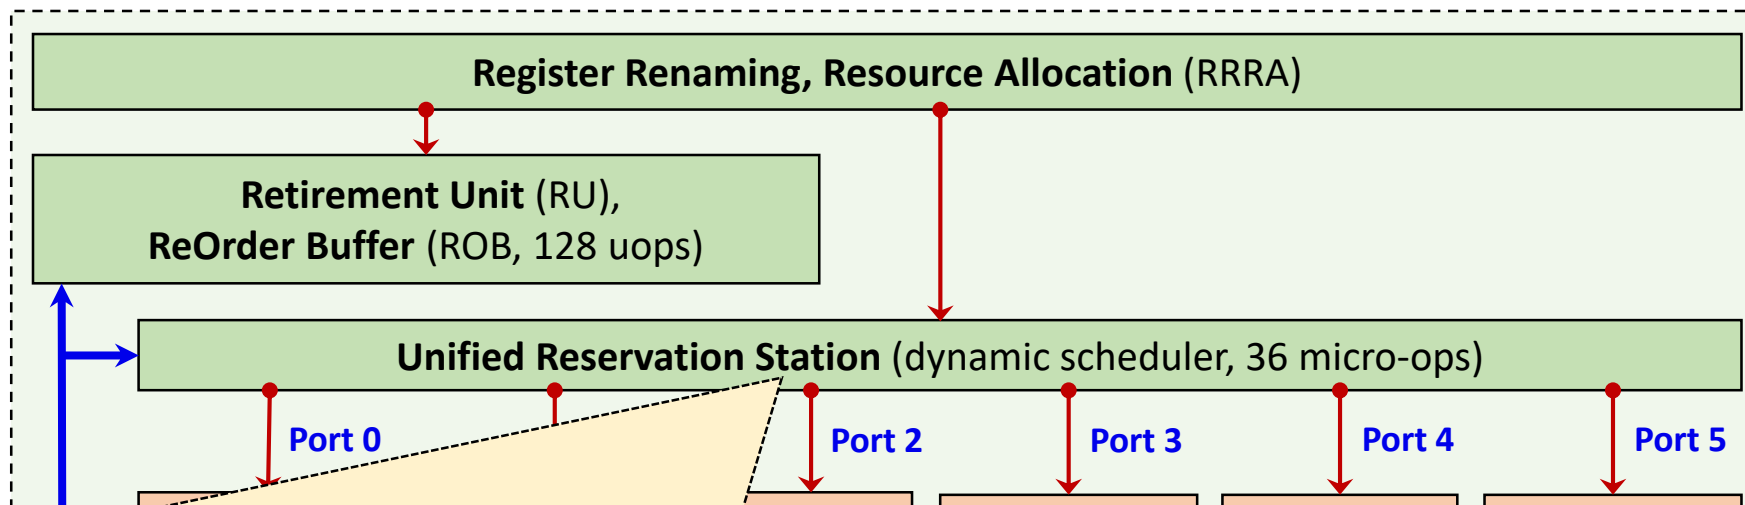 Register Renaming, Resource Allocation (RRRA)
Retirement Unit (RU),
ReOrder Buffer (ROB, 128 uops)
Unified Reservation Station (dynamic scheduler, 36 micro-ops)
Port 0
Port 2
Port 3
Port 4
Port 5